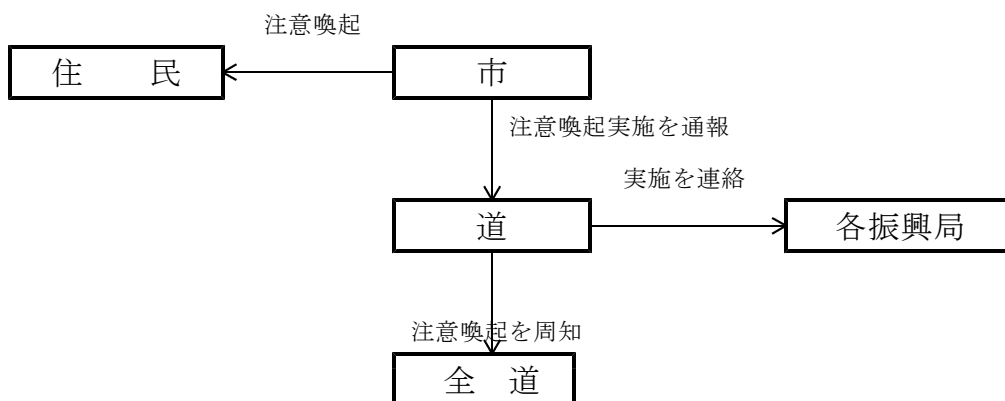 注意喚起
住　　民
市
注意喚起実施を通報
実施を連絡
道
各振興局
注意喚起を周知
全　道